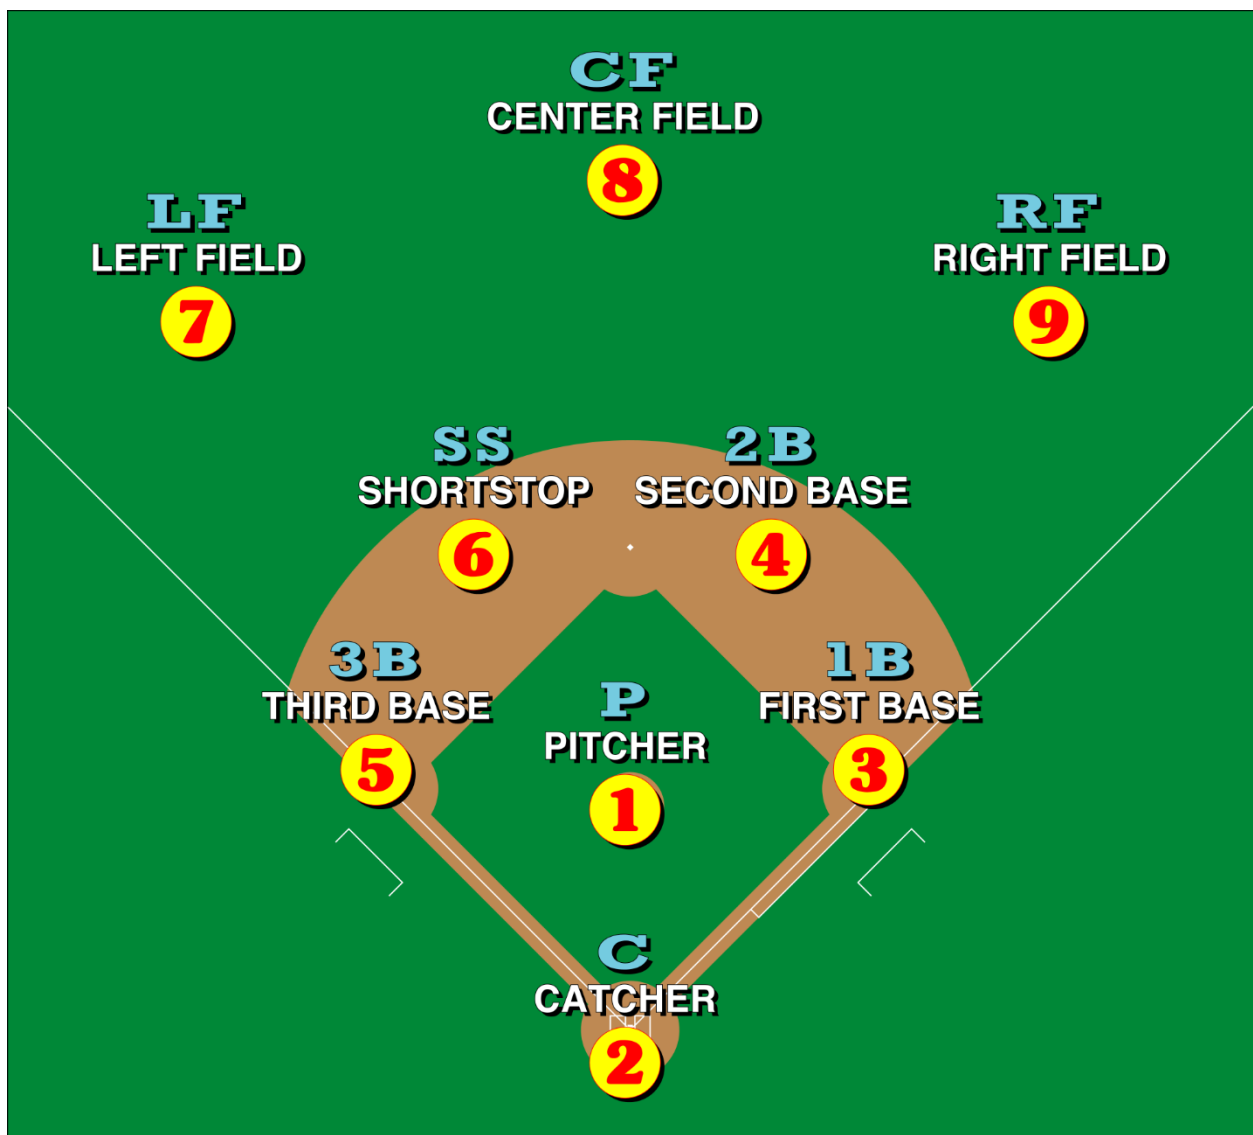 CF
CENTER FIELD
8
LF
LEFT FIELD
7
RF
RIGHT FIELD
9
SS
SHORTSTOP
6
2B
SECOND BASE
4
3B
THIRD BASE
5
P
PITCHER
1
1B
FIRST BASE
3
C
CATCHER
2